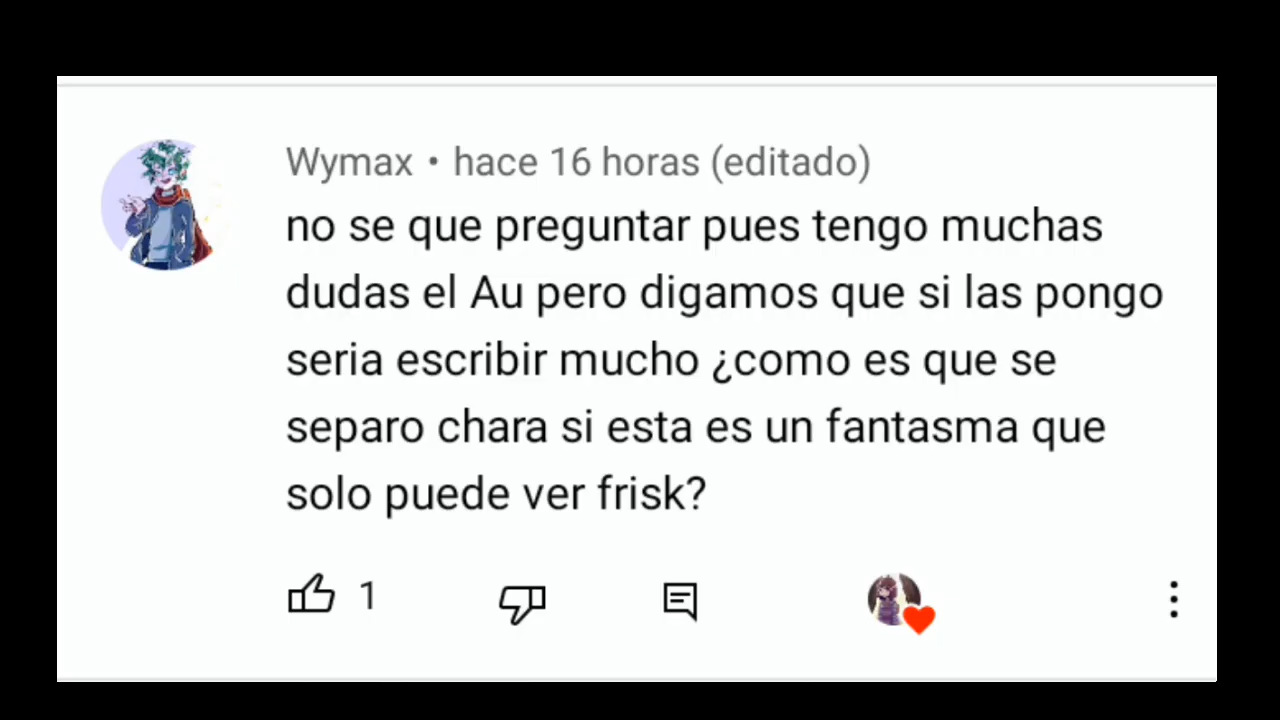 Wymax • hace 16 horas (editado)
no se que preguntar pues tengo muchas
dudas el Au pero digamos que si las pongo
seria escribir mucho ¿como es que se
separo chara si esta es un fantasma que
solo puede ver frisk?
1